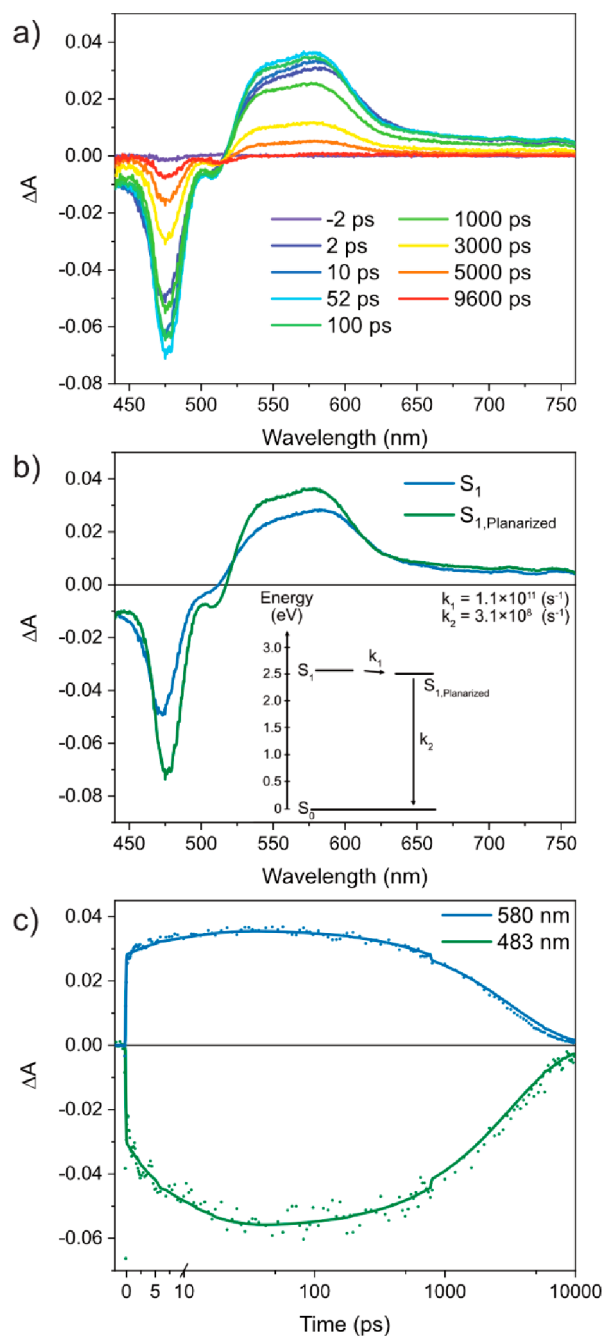 a)
0.04
0.02
0.00
-0.02
-0.04
-0.06
-0.08
ΔA
-2 ps
2 ps
10 ps
52 ps
100 ps
1000 ps
3000 ps
5000 ps
9600 ps
450 500 550 600 650 700 750
Wavelength (nm)
b)
0.04
0.02
0.00
-0.02
-0.04
-0.06
-0.08
ΔA
S₁
S₁,Planarized
k₁ = 1.1×10¹¹ (s⁻¹)
k₂ = 3.1×10⁸ (s⁻¹)
Energy
(eV)
3.0
2.5
2.0
1.5
1.0
0.5
0
S₁
k₁
S₁,Planarized
k₂
S₀
450 500 550 600 650 700 750
Wavelength (nm)
c)
0.04
0.02
0.00
-0.02
-0.04
-0.06
ΔA
580 nm
483 nm
0 5 10 100 1000 10000
Time (ps)